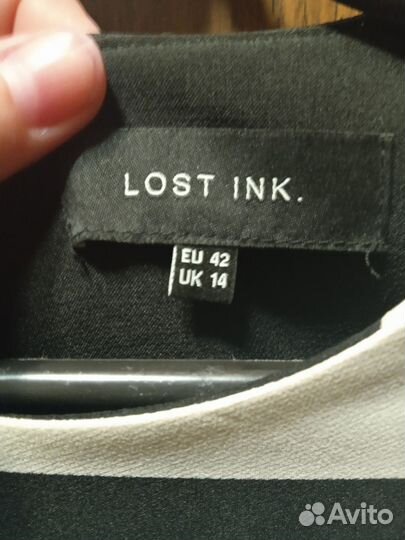 LOST INK.
EU 42
UK 14
Avito